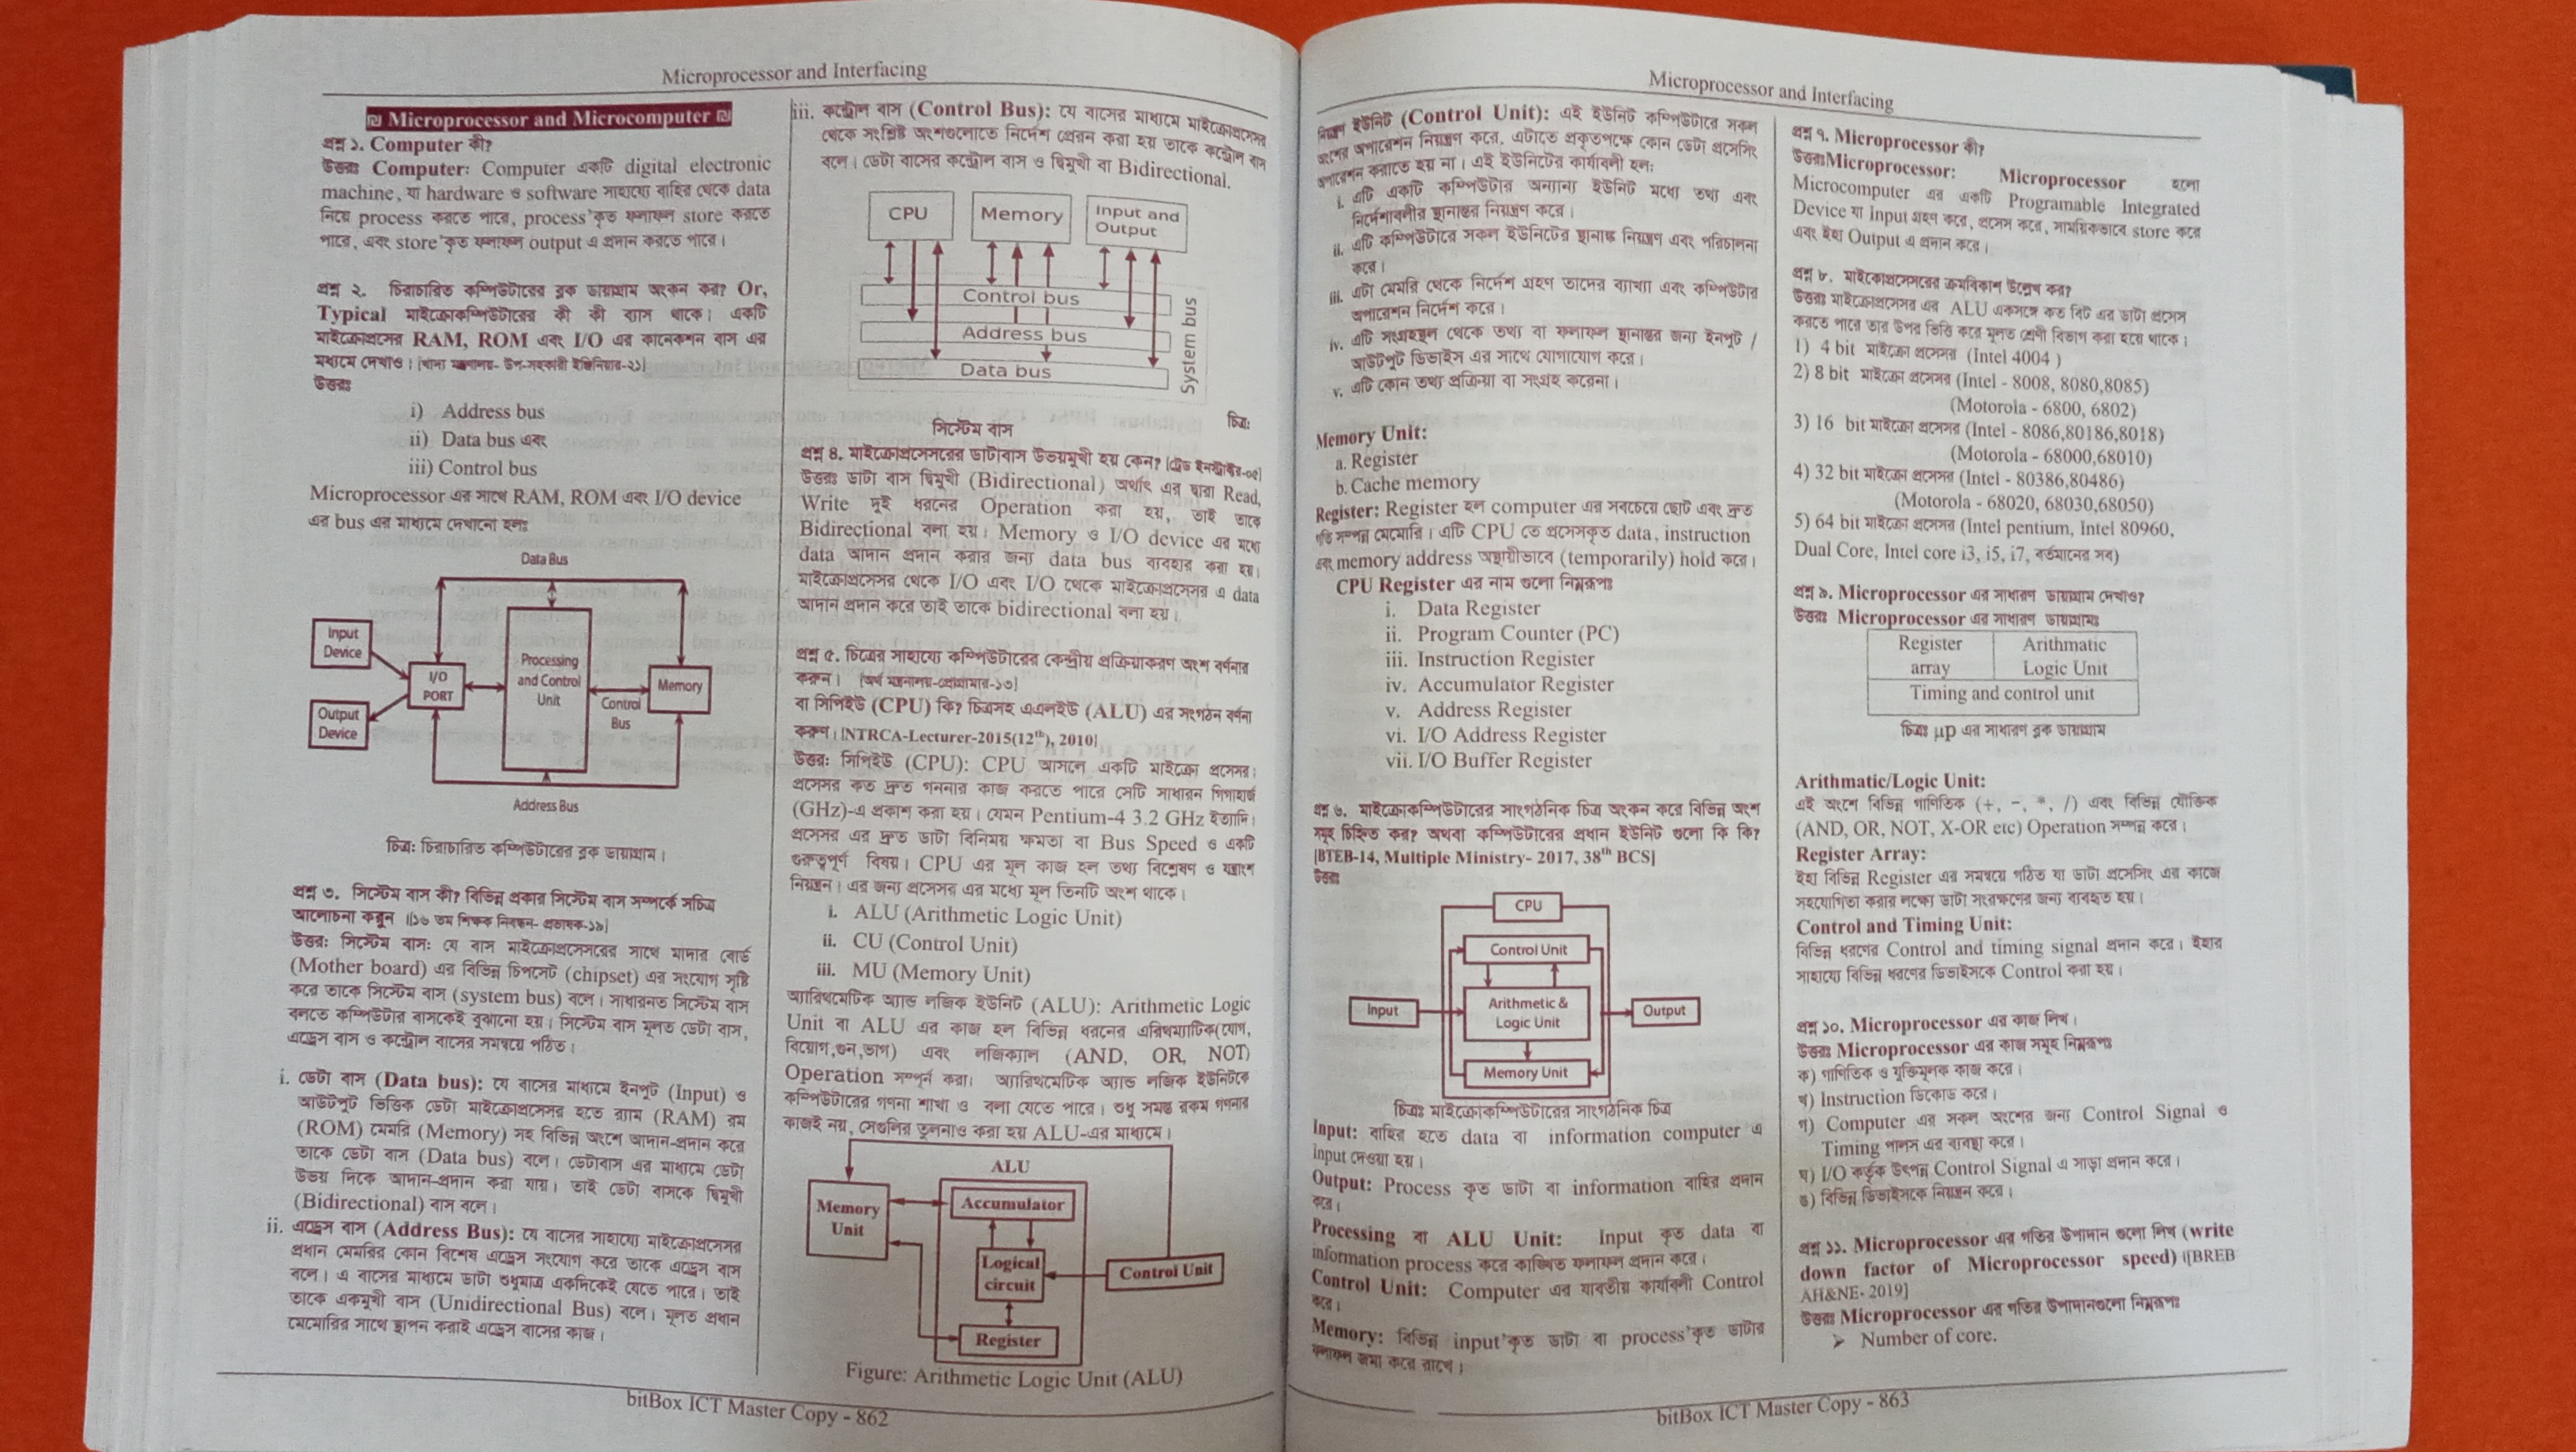 Microprocessor and Interfacing
Microprocessor and Microcomputer
প্রশ্ন ১. Computer কী?
উত্তরঃ Computer: Computer একটি digital electronic
machine, যা hardware ও software সাহায্যে বাহির থেকে data
নিয়ে process করতে পারে, process'কৃত ফলাফল store করতে
পারে, এবং store'কৃত ফলাফল output এ প্রদান করতে পারে।
প্রশ্ন ২. চিরাচারিত কম্পিউটারের ব্লক ডায়াগ্রাম অংকন কর? Or,
Typical মাইক্রোকম্পিউটারের কী কী ব্যাস থাকে। একটি
মাইক্রোপ্রসের RAM, ROM এবং I/O এর কানেকশন বাস এর
মধ্যমে দেখাও। [খাদ্য মন্ত্রনালয়- উপ-সহকারী ইঞ্জিনিয়ার-২১]
উত্তরঃ
i) Address bus
ii) Data bus এবং
iii) Control bus
Microprocessor এর সাথে RAM, ROM এবং I/O device
এর bus এর মাধ্যমে দেখানো হলঃ
Data Bus
Input
Device
I/O
PORT
Processing
and Control
Unit
Memory
Control
Bus
Output
Device
Address Bus
চিত্র: চিরাচারিত কম্পিউটারের ব্লক ডায়াগ্রাম।
প্রশ্ন ৩. সিস্টেম বাস কী? বিভিন্ন প্রকার সিস্টেম বাস সম্পর্কে সচিত্র
আলোচনা করুন [১৬ তম শিক্ষক নিবন্ধন- প্রভাষক-১৯]
উত্তর: সিস্টেম বাস: যে বাস মাইক্রোপ্রসেসরের সাথে মাদার বোর্ড
(Mother board) এর বিভিন্ন চিপসেট (chipset) এর সংযোগ সৃষ্টি
করে তাকে সিস্টেম বাস (system bus) বলে। সাধারনত সিস্টেম বাস
বলতে কম্পিউটার বাসকেই বুঝানো হয়। সিস্টেম বাস মূলত ডেটা বাস,
এড্রেস বাস ও কন্ট্রোল বাসের সমন্বয়ে গঠিত।
i. ডেটা বাস (Data bus): যে বাসের মাধ্যমে ইনপুট (Input) ও
আউটপুট ভিত্তিক ডেটা মাইক্রোপ্রসেসর হতে র‌্যাম (RAM) রম
(ROM) মেমরি (Memory) সহ বিভিন্ন অংশে আদান-প্রদান করে
তাকে ডেটা বাস (Data bus) বলে। ডেটাবাস এর মাধ্যমে ডেটা
উভয় দিকে আদান-প্রদান করা যায়। তাই ডেটা বাসকে দ্বিমুখী
(Bidirectional) বাস বলে।
ii. এড্রেস বাস (Address Bus): যে বাসের সাহায্যে মাইক্রোপ্রসেসর
প্রধান মেমরির কোন বিশেষ এড্রেস সংযোগ করে তাকে এড্রেস বাস
বলে। এ বাসের মাধ্যমে ডাটা শুধুমাত্র একদিকেই যেতে পারে। তাই
তাকে একমুখী বাস (Unidirectional Bus) বলে। মূলত প্রধান
মেমোরির সাথে স্থাপন করাই এড্রেস বাসের কাজ।
iii. কন্ট্রোল বাস (Control Bus): যে বাসের মাধ্যমে মাইক্রোপ্রসেসর
থেকে সংশ্লিষ্ট অংশগুলোতে নির্দেশ প্রেরন করা হয় তাকে কন্ট্রোল বাস
বলে। ডেটা বাসের কন্ট্রোল বাস ও দ্বিমুখী বা Bidirectional.
CPU
Memory
Input and
Output
Control bus
Address bus
Data bus
System bus
চিত্র:
সিস্টেম বাস
প্রশ্ন ৪. মাইক্রোপ্রসেসরের ডাটাবাস উভয়মুখী হয় কেন? [ট্রেড ইনস্ট্রাক্টর-০৫]
উত্তরঃ ডাটা বাস দ্বিমুখী (Bidirectional) অর্থাৎ এর দ্বারা Read,
Write দুই ধরনের Operation করা হয়, তাই তাকে
Bidirectional বলা হয়। Memory ও I/O device এর মধ্যে
data আদান প্রদান করার জন্য data bus ব্যবহার করা হয়।
মাইক্রোপ্রসেসর থেকে I/O এবং I/O থেকে মাইক্রোপ্রসেসর এ data
আদান প্রদান করে তাই তাকে bidirectional বলা হয়।
প্রশ্ন ৫. চিত্রের সাহায্যে কম্পিউটারের কেন্দ্রীয় প্রক্রিয়াকরণ অংশ বর্ণনার
করুন। [অর্থ মন্ত্রনালয়-প্রোগ্রামার-১৩]
বা সিপিইউ (CPU) কি? চিত্রসহ এএলইউ (ALU) এর সংগঠন বর্ণনা
করুণ। [NTRCA-Lecturer-2015(12th), 2010]
উত্তর: সিপিইউ (CPU): CPU আসলে একটি মাইক্রো প্রসেসর।
প্রসেসর কত দ্রুত গননার কাজ করতে পারে সেটি সাধারন গিগাহার্জ
(GHz)-এ প্রকাশ করা হয়। যেমন Pentium-4 3.2 GHz ইত্যাদি।
প্রসেসর এর দ্রুত ডাটা বিনিময় ক্ষমতা বা Bus Speed ও একটি
গুরুত্বপূর্ণ বিষয়। CPU এর মূল কাজ হল তথ্য বিশ্লেষণ ও যন্ত্রাংশ
নিয়ন্ত্রন। এর জন্য প্রসেসর এর মধ্যে মূল তিনটি অংশ থাকে।
i. ALU (Arithmetic Logic Unit)
ii. CU (Control Unit)
iii. MU (Memory Unit)
অ্যারিথমেটিক অ্যান্ড লজিক ইউনিট (ALU): Arithmetic Logic
Unit বা ALU এর কাজ হল বিভিন্ন ধরনের এরিথম্যাটিক(যোগ,
বিয়োগ,গুন,ভাগ) এবং লজিক্যাল (AND, OR, NOT)
Operation সম্পূর্ন করা। অ্যারিথমেটিক অ্যান্ড লজিক ইউনিটকে
কম্পিউটারের গণনা শাখা ও বলা যেতে পারে। শুধু সমস্ত রকম গণনার
কাজই নয়, সেগুলির তুলনাও করা হয় ALU-এর মাধ্যমে।
ALU
Memory
Unit
Accumulator
Logical
circuit
Control Unit
Register
Figure: Arithmetic Logic Unit (ALU)
bitBox ICT Master Copy - 862
Microprocessor and Interfacing
নিয়ন্ত্রণ ইউনিট (Control Unit): এই ইউনিট কম্পিউটারে সকল
অংশের অপারেশন নিয়ন্ত্রণ করে, এটাতে প্রকৃতপক্ষে কোন ডেটা প্রসেসিং
অপারেশন করাতে হয় না। এই ইউনিটের কার্যাবলী হল:
i. এটি একটি কম্পিউটার অন্যান্য ইউনিট মধ্যে তথ্য এবং
নির্দেশাবলীর স্থানান্তর নিয়ন্ত্রণ করে।
ii. এটি কম্পিউটারে সকল ইউনিটের স্থানাঙ্ক নিয়ন্ত্রণ এবং পরিচালনা
করে।
iii. এটা মেমরি থেকে নির্দেশ গ্রহণ তাদের ব্যাখ্যা এবং কম্পিউটার
অপারেশন নির্দেশ করে।
iv. এটি সংগ্রহস্থল থেকে তথ্য বা ফলাফল স্থানান্তর জন্য ইনপুট /
আউটপুট ডিভাইস এর সাথে যোগাযোগ করে।
v. এটি কোন তথ্য প্রক্রিয়া বা সংগ্রহ করেনা।
Memory Unit:
a. Register
b. Cache memory
Register: Register হল computer এর সবচেয়ে ছোট এবং দ্রুত
গতি সম্পন্ন মেমোরি। এটি CPU তে প্রসেসকৃত data, instruction
এবং memory address অস্থায়ীভাবে (temporarily) hold করে।
CPU Register এর নাম গুলো নিম্নরূপঃ
i. Data Register
ii. Program Counter (PC)
iii. Instruction Register
iv. Accumulator Register
v. Address Register
vi. I/O Address Register
vii. I/O Buffer Register
প্রশ্ন ৬. মাইক্রোকম্পিউটারের সাংগঠনিক চিত্র অংকন করে বিভিন্ন অংশ
সমূহ চিহ্নিত কর? অথবা কম্পিউটারের প্রধান ইউনিট গুলো কি কি?
[BTEB-14, Multiple Ministry- 2017, 38th BCS]
উত্তরঃ
CPU
Control Unit
Input
Arithmetic &
Logic Unit
Output
Memory Unit
চিত্রঃ মাইক্রোকম্পিউটারের সাংগঠনিক চিত্র
Input: বাহির হতে data বা information computer এ
input দেওয়া হয়।
Output: Process কৃত ডাটা বা information বাহির প্রদান
করে।
Processing বা ALU Unit: Input কৃত data বা
information process করে কাঙ্খিত ফলাফল প্রদান করে।
Control Unit: Computer এর যাবতীয় কার্যাবলী Control
করে।
Memory: বিভিন্ন input'কৃত ডাটা বা process'কৃত ডাটার
ফলাফল জমা করে রাখে।
প্রশ্ন ৭. Microprocessor কী?
উত্তরঃMicroprocessor: Microprocessor হলো
Microcomputer এর একটি Programable Integrated
Device যা Input গ্রহণ করে, প্রসেস করে, সাময়িকভাবে store করে
এবং ইহা Output এ প্রদান করে।
প্রশ্ন ৮. মাইকোপ্রসেসরের ক্রমবিকাশ উল্লেখ কর?
উত্তরঃ মাইক্রোপ্রসেসর এর ALU একসঙ্গে কত বিট এর ডাটা প্রসেস
করতে পারে তার উপর ভিত্তি করে মূলত শ্রেণী বিভাগ করা হয়ে থাকে।
1) 4 bit মাইক্রো প্রসেসর (Intel 4004 )
2) 8 bit মাইক্রো প্রসেসর (Intel - 8008, 8080,8085)
(Motorola - 6800, 6802)
3) 16 bit মাইক্রো প্রসেসর (Intel - 8086,80186,8018)
(Motorola - 68000,68010)
4) 32 bit মাইক্রো প্রসেসর (Intel - 80386,80486)
(Motorola - 68020, 68030,68050)
5) 64 bit মাইক্রো প্রসেসর (Intel pentium, Intel 80960,
Dual Core, Intel core i3, i5, i7, বর্তমানের সব)
প্রশ্ন ৯. Microprocessor এর সাধারণ ডায়াগ্রাম দেখাও?
উত্তরঃ Microprocessor এর সাধারণ ডায়াগ্রামঃ
Register
array
Arithmatic
Logic Unit
Timing and control unit
চিত্রঃ μp এর সাধারণ ব্লক ডায়াগ্রাম
Arithmatic/Logic Unit:
এই অংশে বিভিন্ন গাণিতিক (+, −, *, /) এবং বিভিন্ন যৌক্তিক
(AND, OR, NOT, X-OR etc) Operation সম্পন্ন করে।
Register Array:
ইহা বিভিন্ন Register এর সমন্বয়ে গঠিত যা ডাটা প্রসেসিং এর কাজে
সহযোগিতা করার লক্ষ্যে ডাটা সংরক্ষণের জন্য ব্যবহৃত হয়।
Control and Timing Unit:
বিভিন্ন ধরণের Control and timing signal প্রদান করে। ইহার
সাহায্যে বিভিন্ন ধরণের ডিভাইসকে Control করা হয়।
প্রশ্ন ১০. Microprocessor এর কাজ লিখ।
উত্তরঃ Microprocessor এর কাজ সমূহ নিম্নরূপঃ
ক) গাণিতিক ও যুক্তিমূলক কাজ করে।
খ) Instruction ডিকোড করে।
গ) Computer এর সকল অংশের জন্য Control Signal ও
Timing পালস এর ব্যবস্থা করে।
ঘ) I/O কর্তৃক উৎপন্ন Control Signal এ সাড়া প্রদান করে।
ঙ) বিভিন্ন ডিভাইসকে নিয়ন্ত্রন করে।
প্রশ্ন ১১. Microprocessor এর গতির উপাদান গুলো লিখ (write
down factor of Microprocessor speed) [BREB
AH&NE- 2019]
উত্তরঃ Microprocessor এর গতির উপাদানগুলো নিম্নরূপঃ
➢ Number of core.
bitBox ICT Master Copy - 863